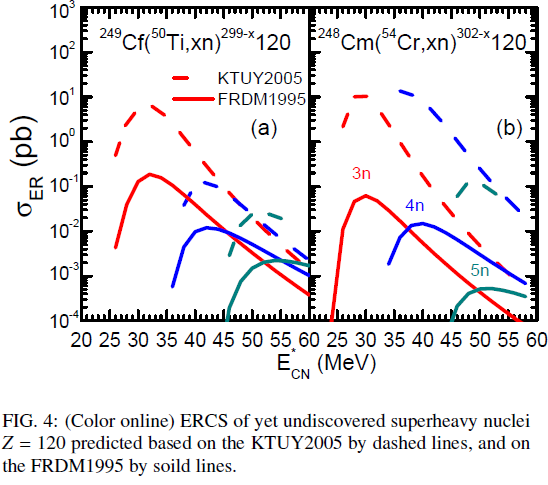 10³
10²
10¹
10⁰
10⁻¹
10⁻²
10⁻³
10⁻⁴
σ_ER (pb)
²⁴⁹Cf(⁵⁰Ti,xn)²⁹⁹⁻ˣ120
KTUY2005
FRDM1995
(a)
²⁴⁸Cm(⁵⁴Cr,xn)³⁰²⁻ˣ120
(b)
3n
4n
5n
20 25 30 35 40 45 50 55 60 25 30 35 40 45 50 55 60
E*_CN (MeV)
FIG. 4: (Color online) ERCS of yet undiscovered superheavy nuclei
Z = 120 predicted based on the KTUY2005 by dashed lines, and on
the FRDM1995 by soild lines.